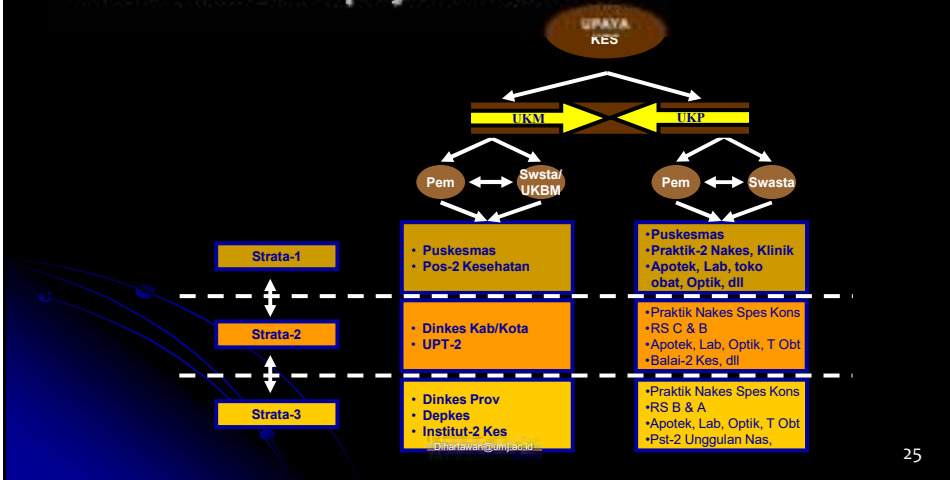 UPAYA
KES
UKM
UKP
Pem
Swsta/
UKBM
Pem
Swasta
Strata-1
• Puskesmas
• Pos-2 Kesehatan
•Puskesmas
•Praktik-2 Nakes, Klinik
•Apotek, Lab, toko
obat, Optik, dll
Strata-2
• Dinkes Kab/Kota
• UPT-2
•Praktik Nakes Spes Kons
•RS C & B
•Apotek, Lab, Optik, T Obt
•Balai-2 Kes, dll
Strata-3
• Dinkes Prov
• Depkes
• Institut-2 Kes
•Praktik Nakes Spes Kons
•RS B & A
•Apotek, Lab, Optik, T Obt
•Pst-2 Unggulan Nas,
Dihartawan@umj.ac.id
25